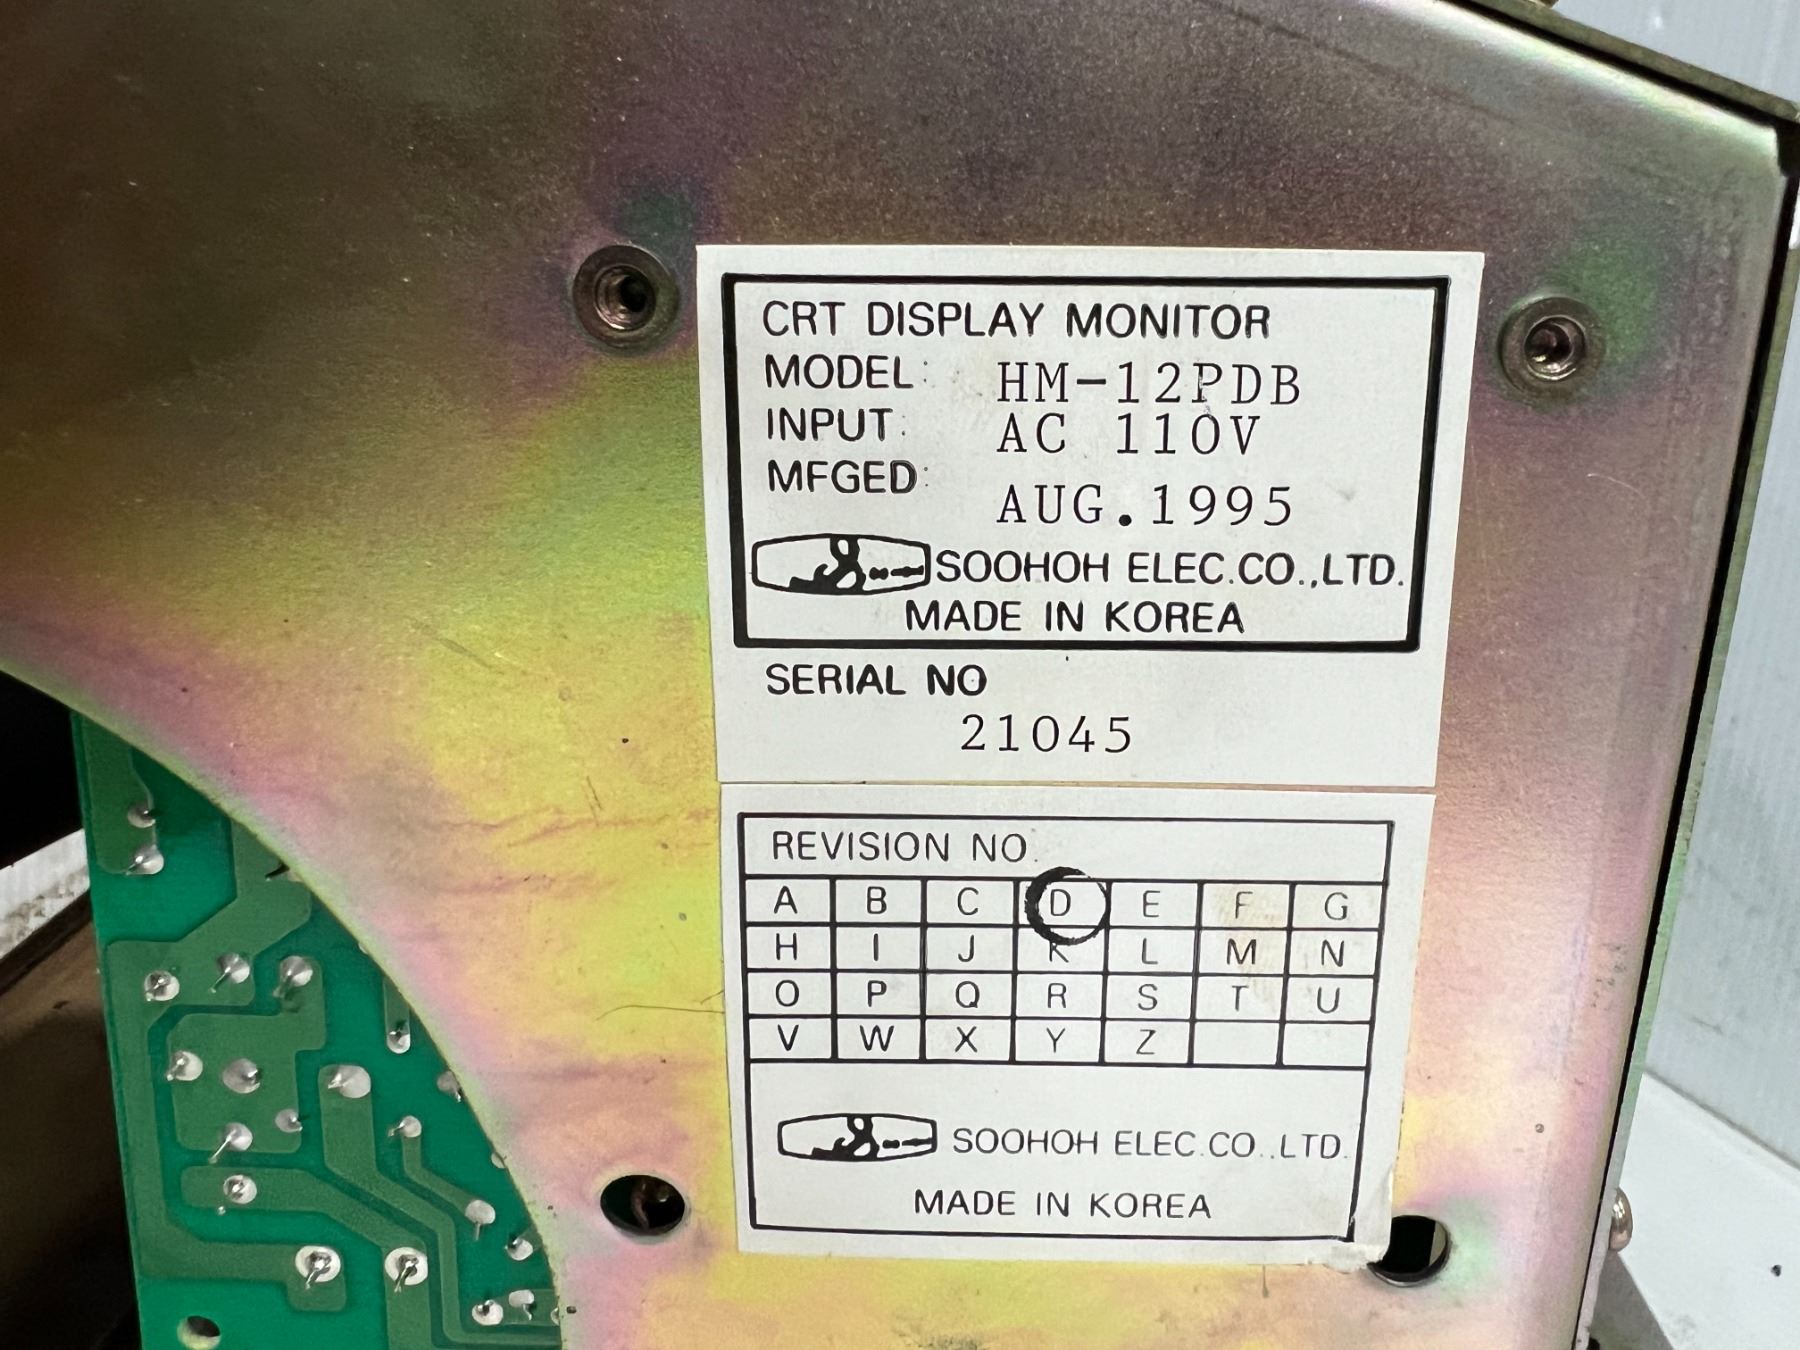 CRT DISPLAY MONITOR
MODEL: HM-12PDB
INPUT: AC 110V
MFGED: AUG.1995
SOOHOH ELEC.CO.,LTD.
MADE IN KOREA
SERIAL NO
21045
REVISION NO.
A B C D E F G
H I J K L M N
O P Q R S T U
V W X Y Z
SOOHOH ELEC.CO.,LTD.
MADE IN KOREA